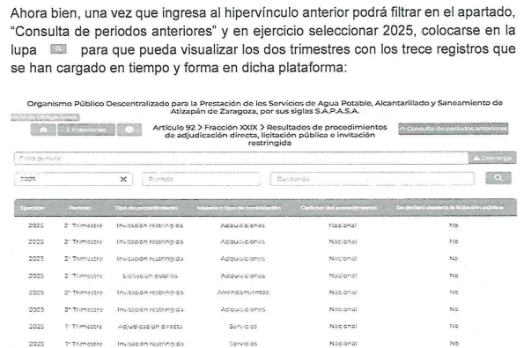 Ahora bien, una vez que ingresa al hipervínculo anterior podrá filtrar en el apartado,
“Consulta de periodos anteriores” y en ejercicio seleccionar 2025, colocarse en la
lupa para que pueda visualizar los dos trimestres con los trece registros que
se han cargado en tiempo y forma en dicha plataforma:
Organismo Público Descentralizado para la Prestación de los Servicios de Agua Potable, Alcantarillado y Saneamiento de
Atizapán de Zaragoza, por sus siglas S.A.P.A.S.A.
Inicio de Obligaciones
Fracciones
Artículo 92 > Fracción XXIX > Resultados de procedimientos
de adjudicación directa, licitación pública e invitación
restringida
Consulta de periodos anteriores
Filtro general
Descarga
2025 X Periodo Búsqueda
Ejercicio Periodo Tipo de procedimiento Materia o tipo de contratación Carácter del procedimiento Se declaró desierta la licitación pública
2025 2° Trimestre Invitación restringida Adquisiciones Nacional No
2025 2° Trimestre Invitación restringida Adquisiciones Nacional No
2025 2° Trimestre Invitación restringida Adquisiciones Nacional No
2025 2° Trimestre Licitación pública Adquisiciones Nacional No
2025 2° Trimestre Invitación restringida Arrendamientos Nacional No
2025 2° Trimestre Invitación restringida Adquisiciones Nacional No
2025 1° Trimestre Adjudicación directa Servicios Nacional No
2025 1° Trimestre Invitación restringida Servicios Nacional No